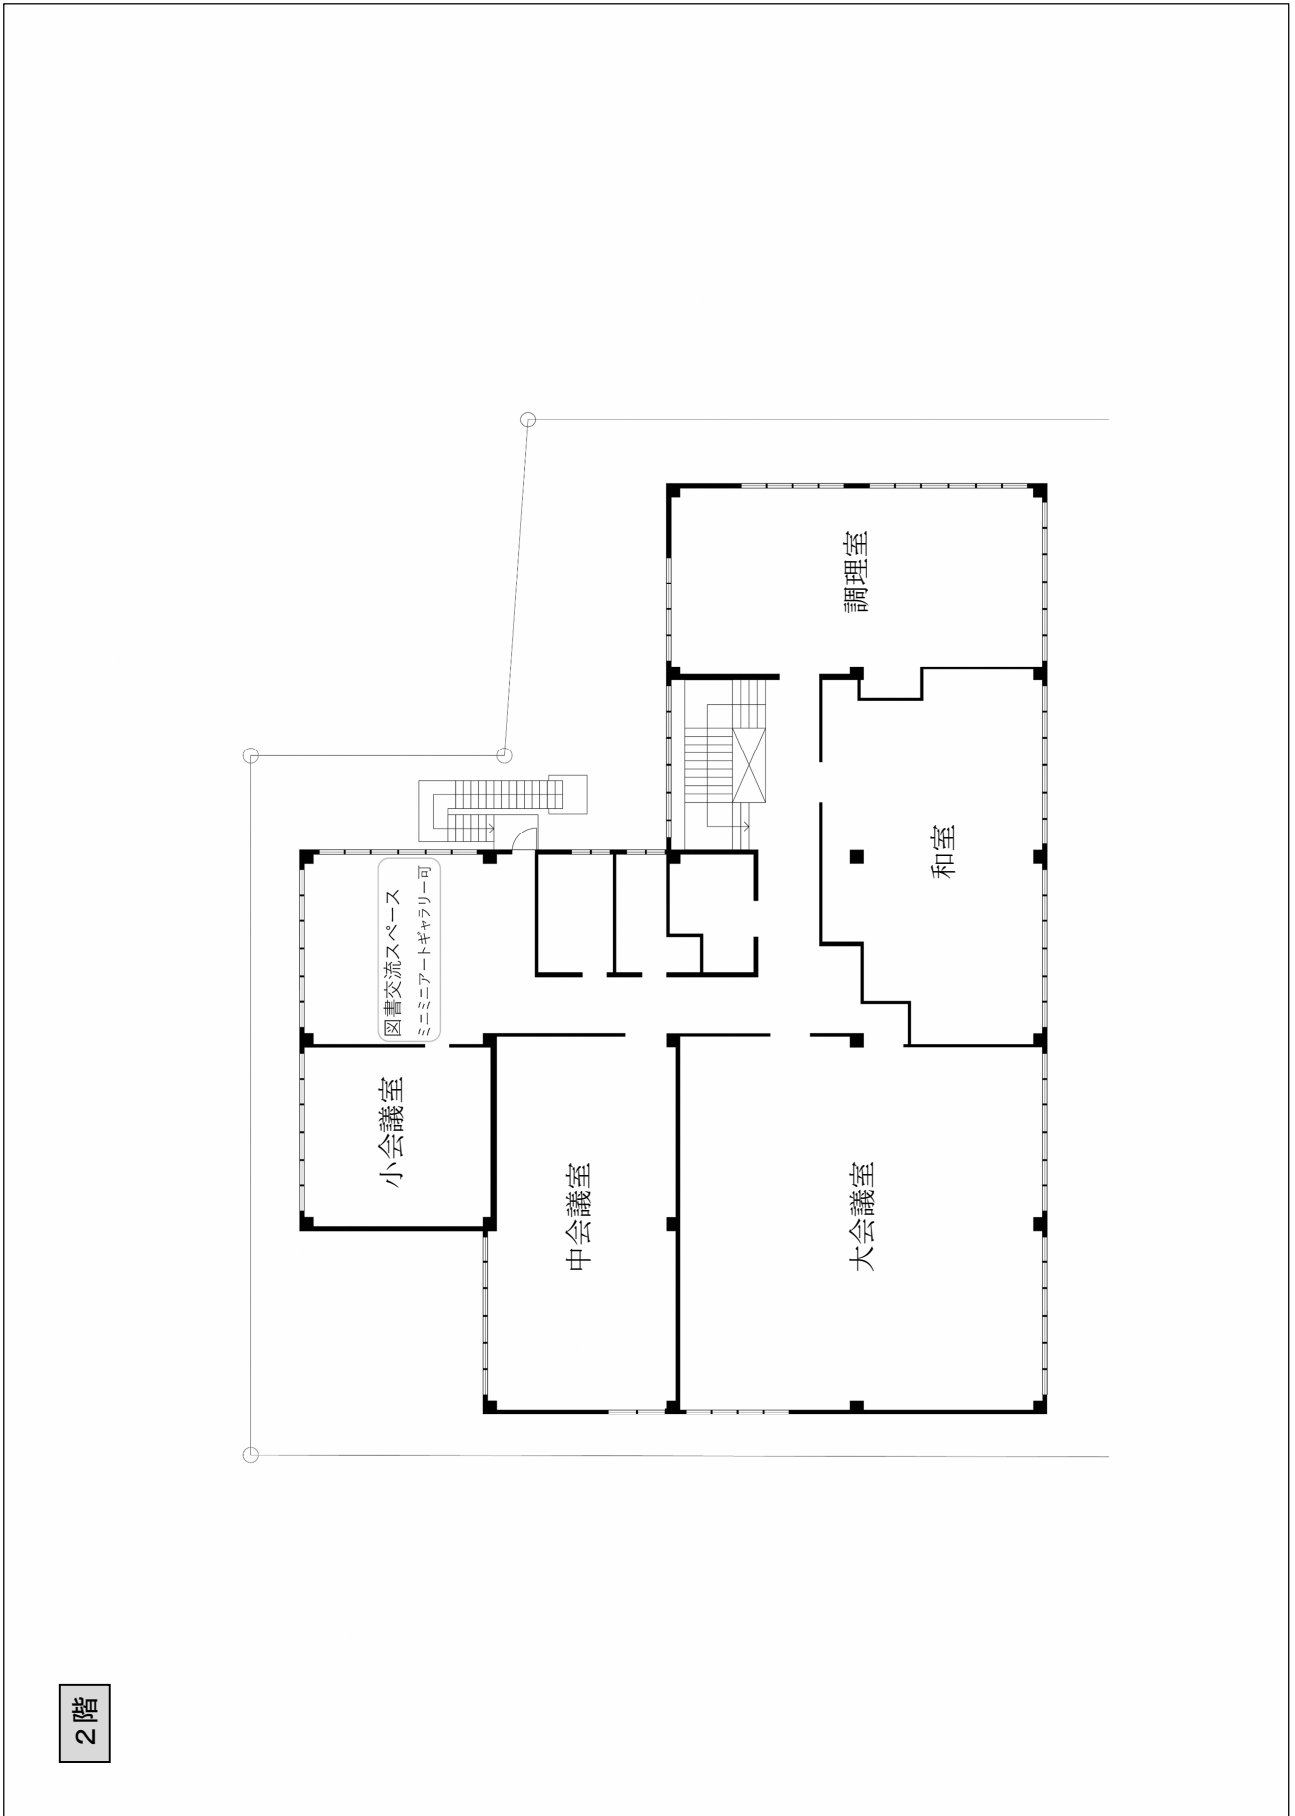 2階
図書交流スペース
ミニミニアートギャラリー可
小会議室
中会議室
大会議室
和室
調理室